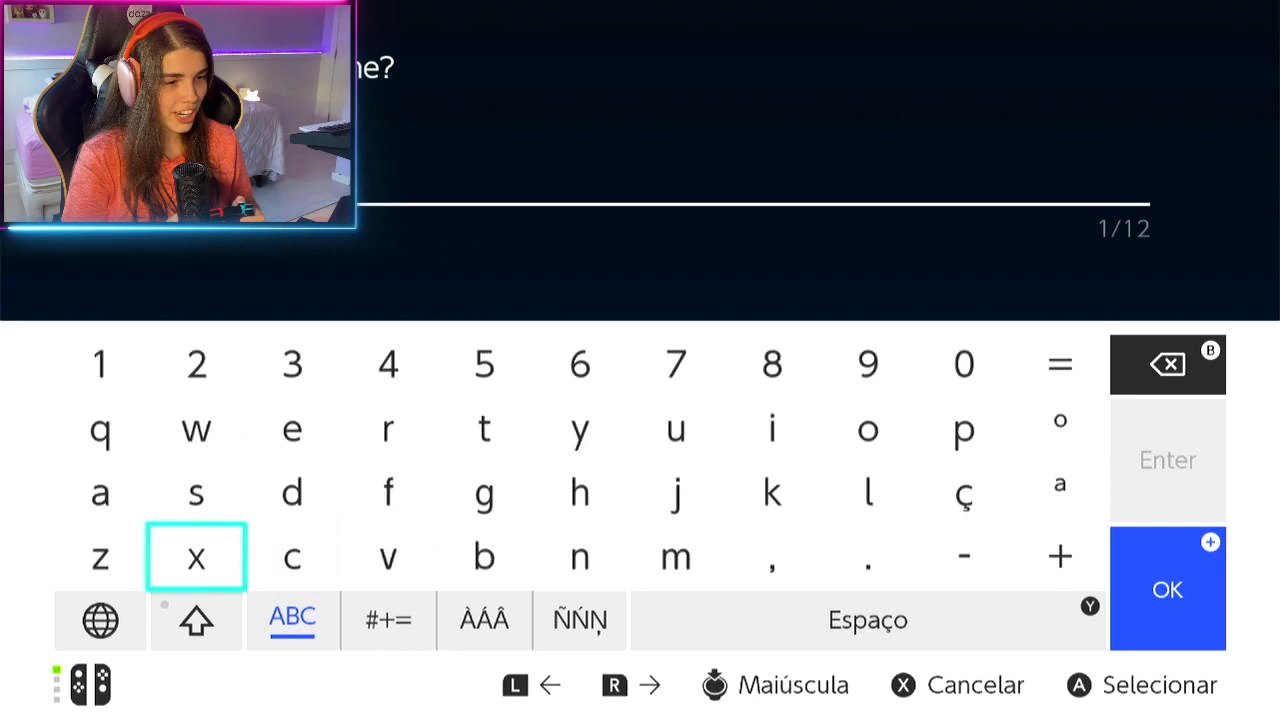 ne?
1/12
1 2 3 4 5 6 7 8 9 0 =
B
q w e r t y u i o p º
Enter
a s d f g h j k l ç ª
z x c v b n m , . - +
+
OK
ABC #+= ÀÁÂ ÑŃŅ Espaço
Y
L ← R → Maiúscula X Cancelar A Selecionar